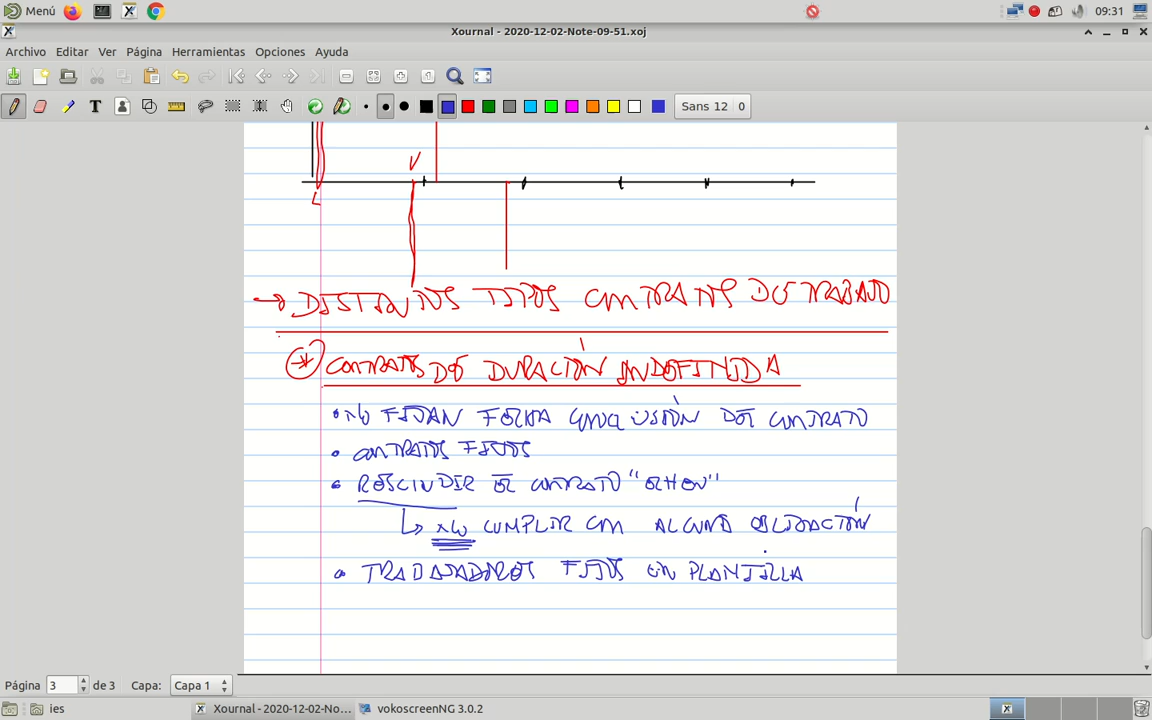 Menú 09:31
Xournal - 2020-12-02-Note-09-51.xoj
Archivo Editar Ver Página Herramientas Opciones Ayuda
Sans 12 0
V
L
→ DISTINTOS TIPOS CONTRATOS DE TRABAJO
* CONTRATOS DE DURACIÓN INDEFINIDA
• NO FIJAN FECHA CONCLUSIÓN DEL CONTRATO
• CONTRATOS FIJOS
• RESCINDIR EL CONTRATO "ECHEN"
↳ NO CUMPLIR CON ALGUNA OBLIGACIÓN
• TRABAJADORES FIJOS EN PLANTILLA
Página 3 de 3 Capa: Capa 1
ies Xournal - 2020-12-02-No... vokoscreenNG 3.0.2